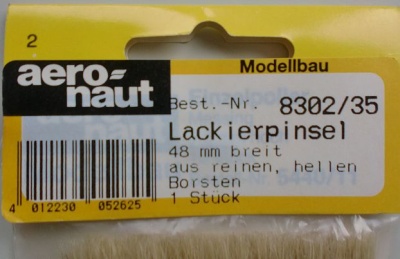 2
aero-
naut
Modellbau
Best.-Nr. 8302/35
Lackierpinsel
48 mm breit
aus reinen, hellen
Borsten
1 Stück
4 012230 052625